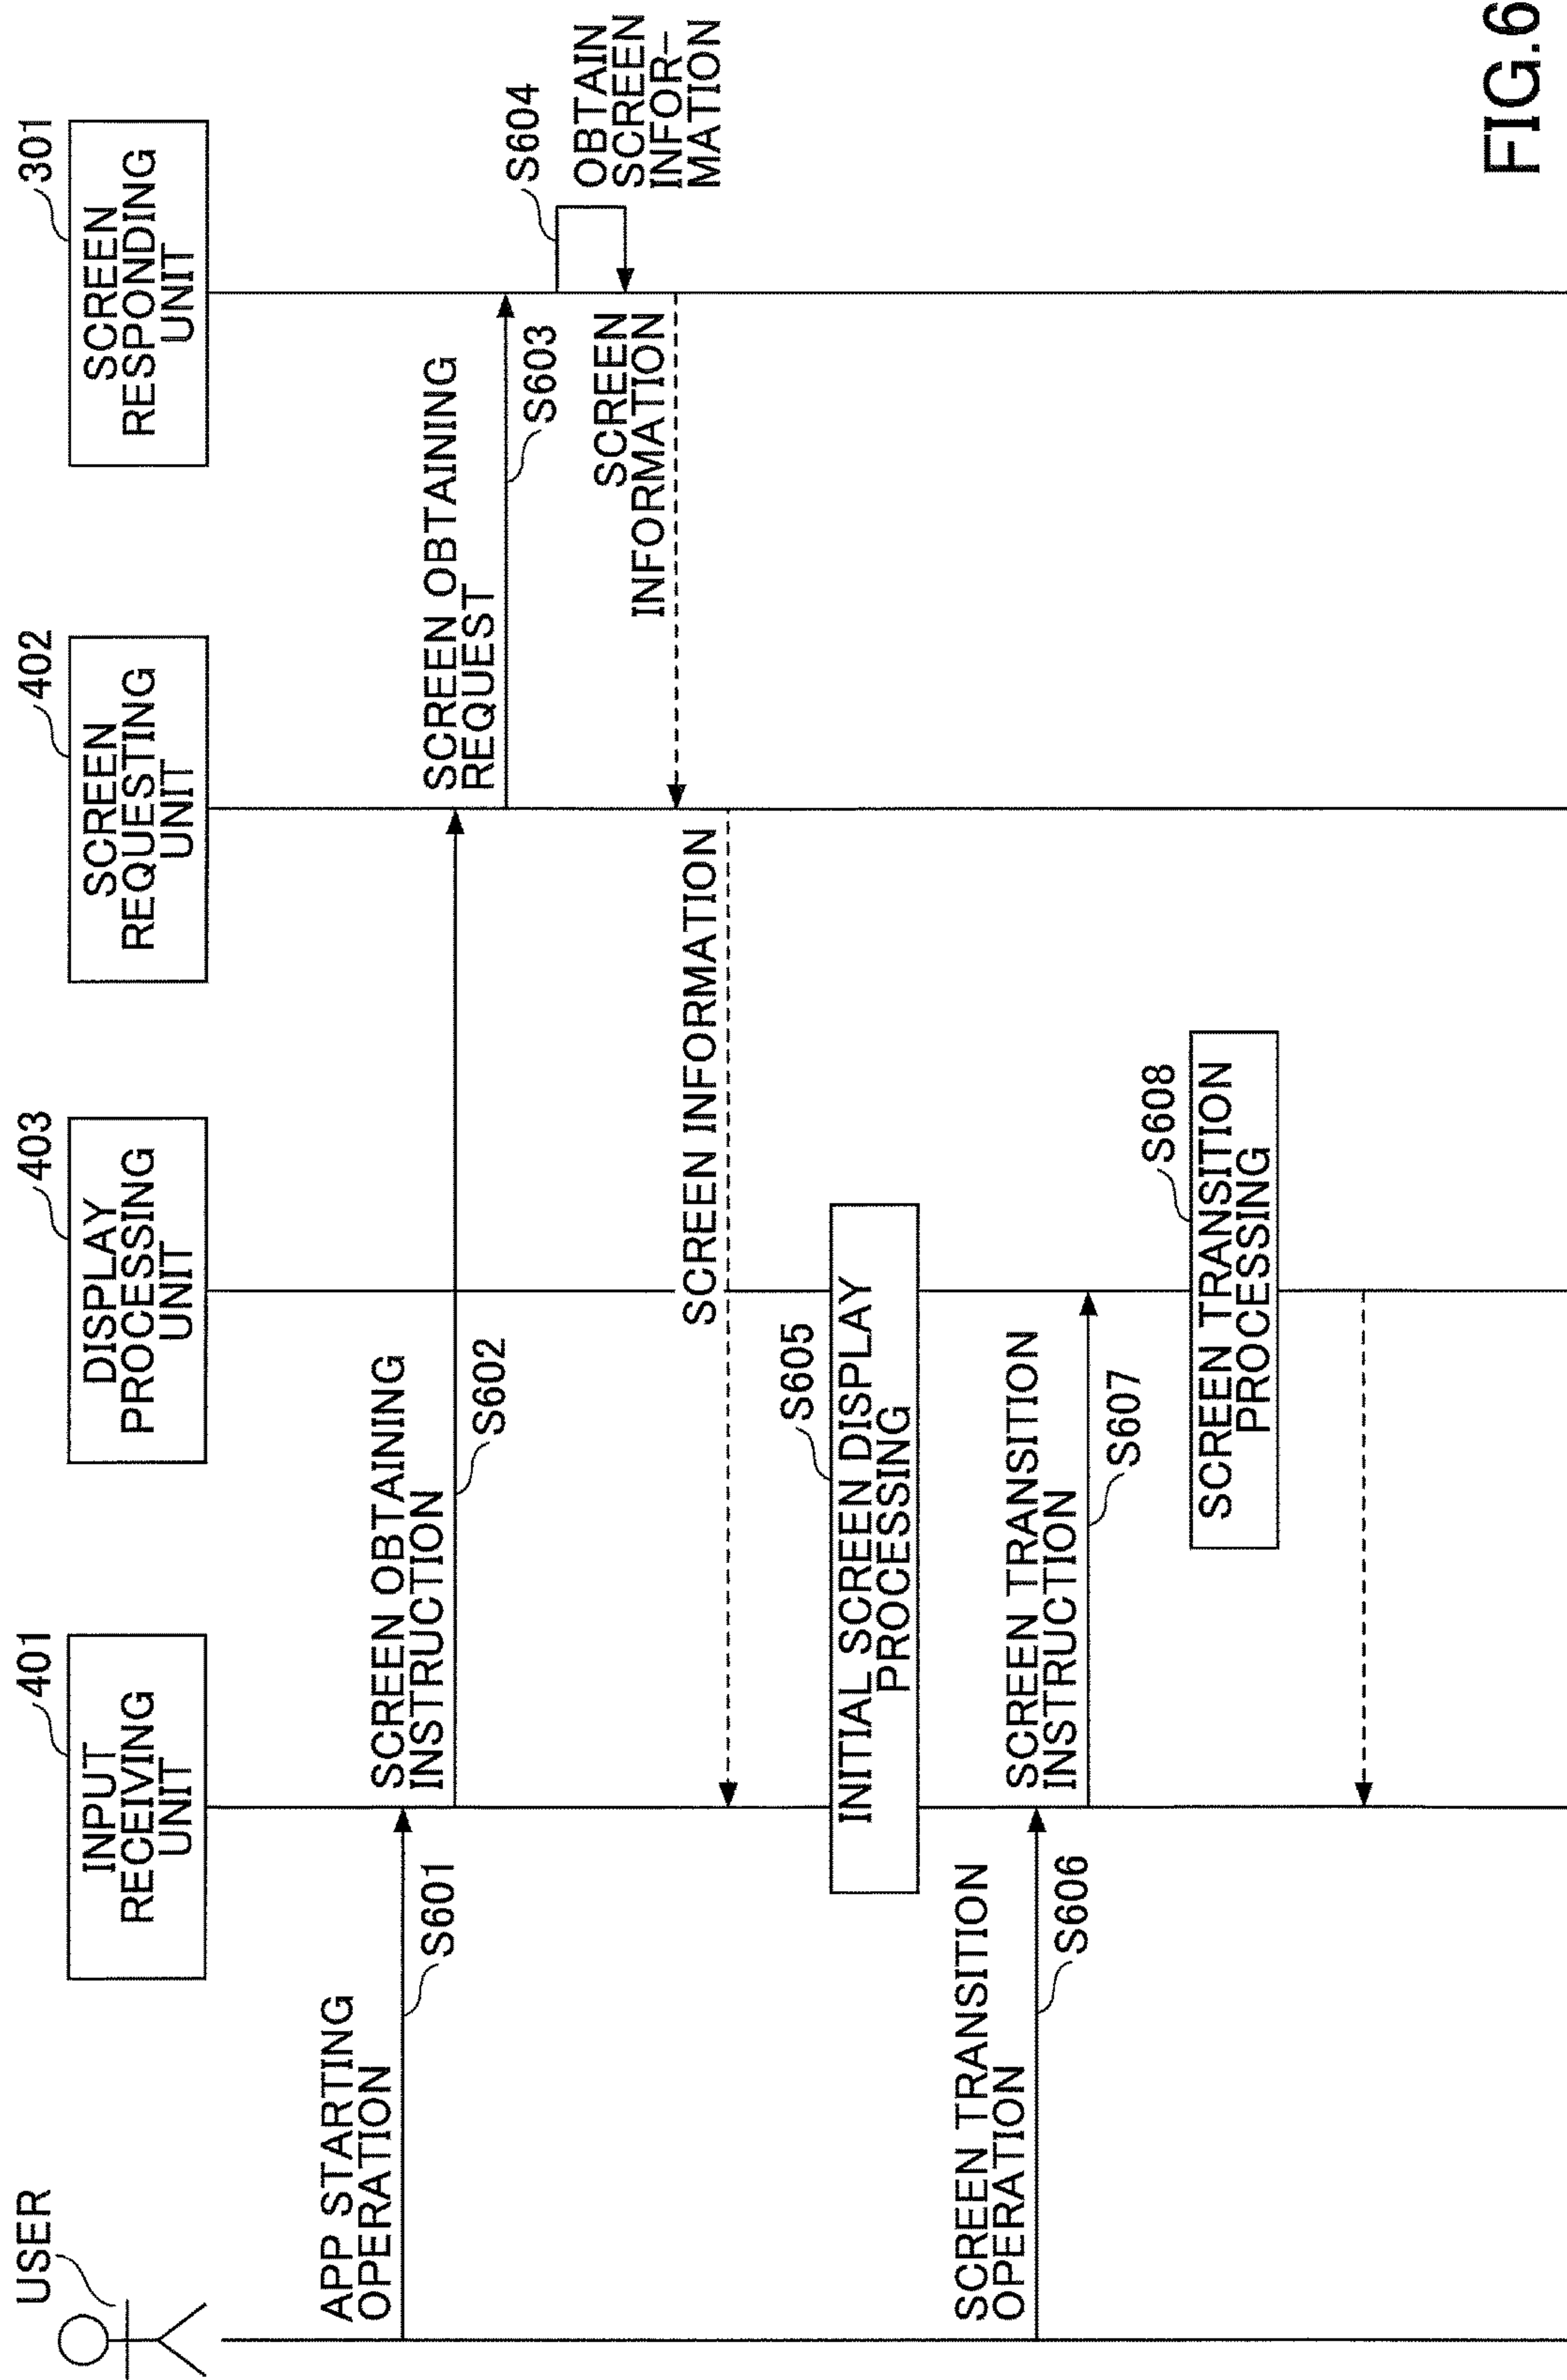 USER
401
INPUT
RECEIVING
UNIT
403
DISPLAY
PROCESSING
UNIT
402
SCREEN
REQUESTING
UNIT
301
SCREEN
RESPONDING
UNIT
APP STARTING
OPERATION
S601
SCREEN OBTAINING
INSTRUCTION
S602
SCREEN OBTAINING
REQUEST
S603
S604
OBTAIN
SCREEN
INFOR-
MATION
SCREEN
INFORMATION
SCREEN INFORMATION
S605
INITIAL SCREEN DISPLAY
PROCESSING
SCREEN TRANSITION
OPERATION
S606
SCREEN TRANSITION
INSTRUCTION
S607
S608
SCREEN TRANSITION
PROCESSING
FIG.6